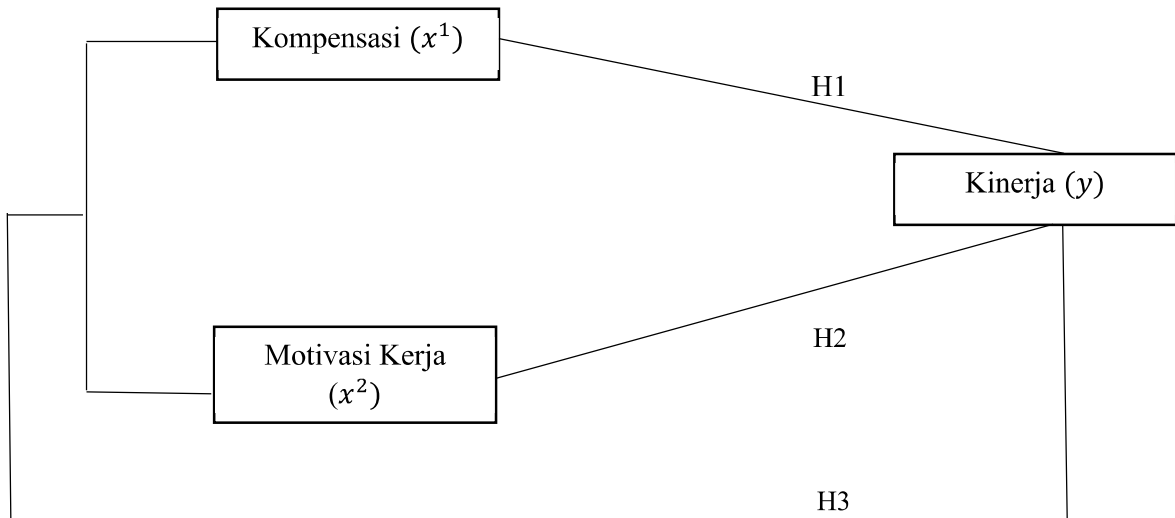 Kompensasi (𝑥¹)
H1
Kinerja (𝑦)
H2
Motivasi Kerja
(𝑥²)
H3